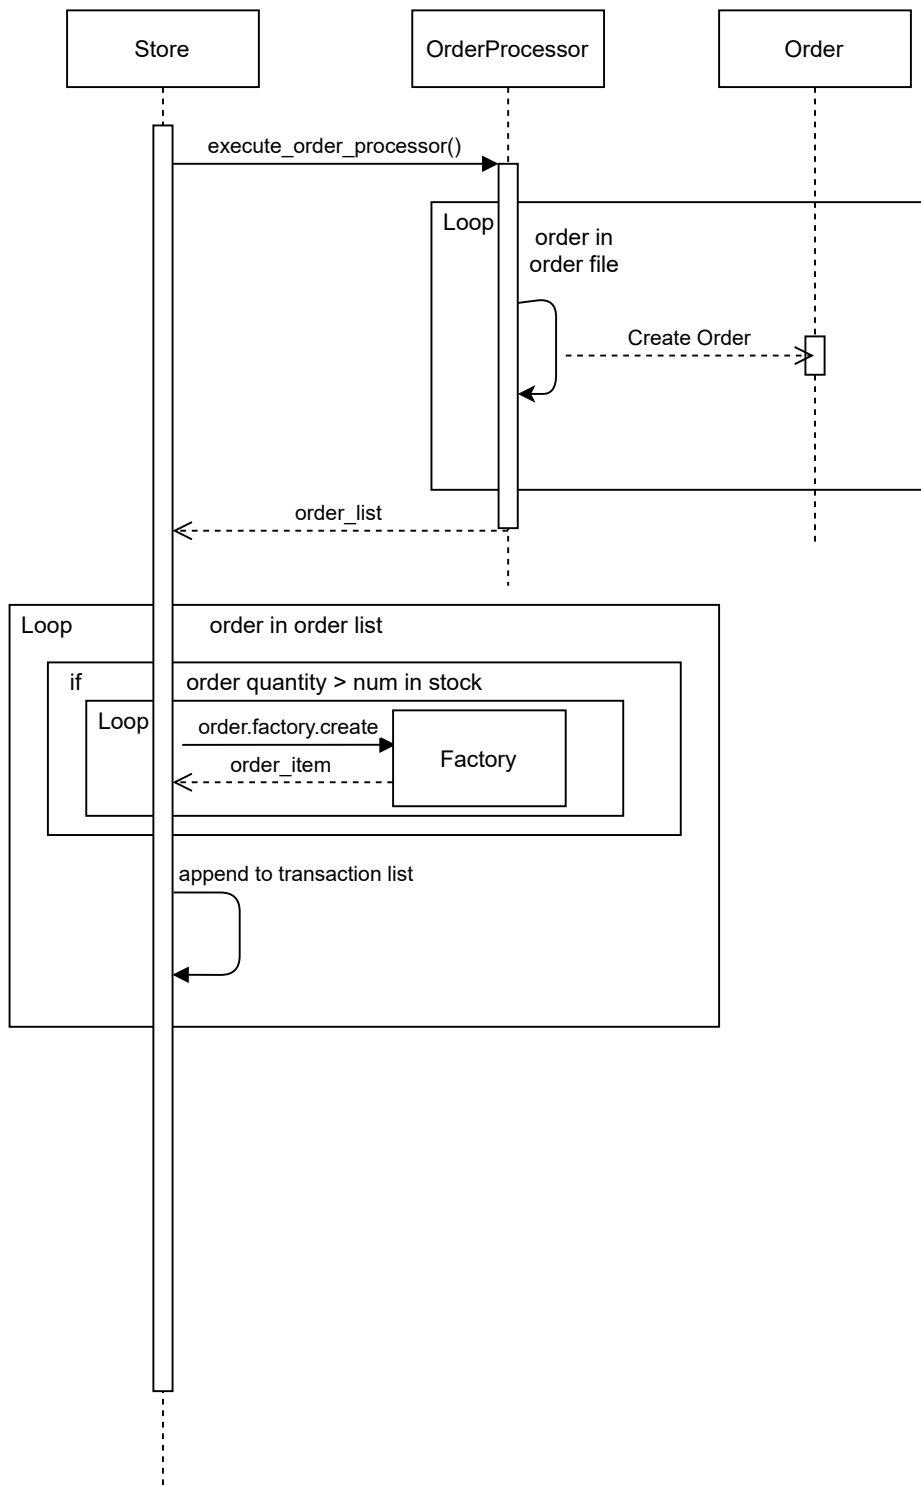 Store
OrderProcessor
Order
execute_order_processor()
Loop
order in
order file
Create Order
order_list
Loop
order in order list
if
order quantity > num in stock
Loop
order.factory.create
Factory
order_item
append to transaction list